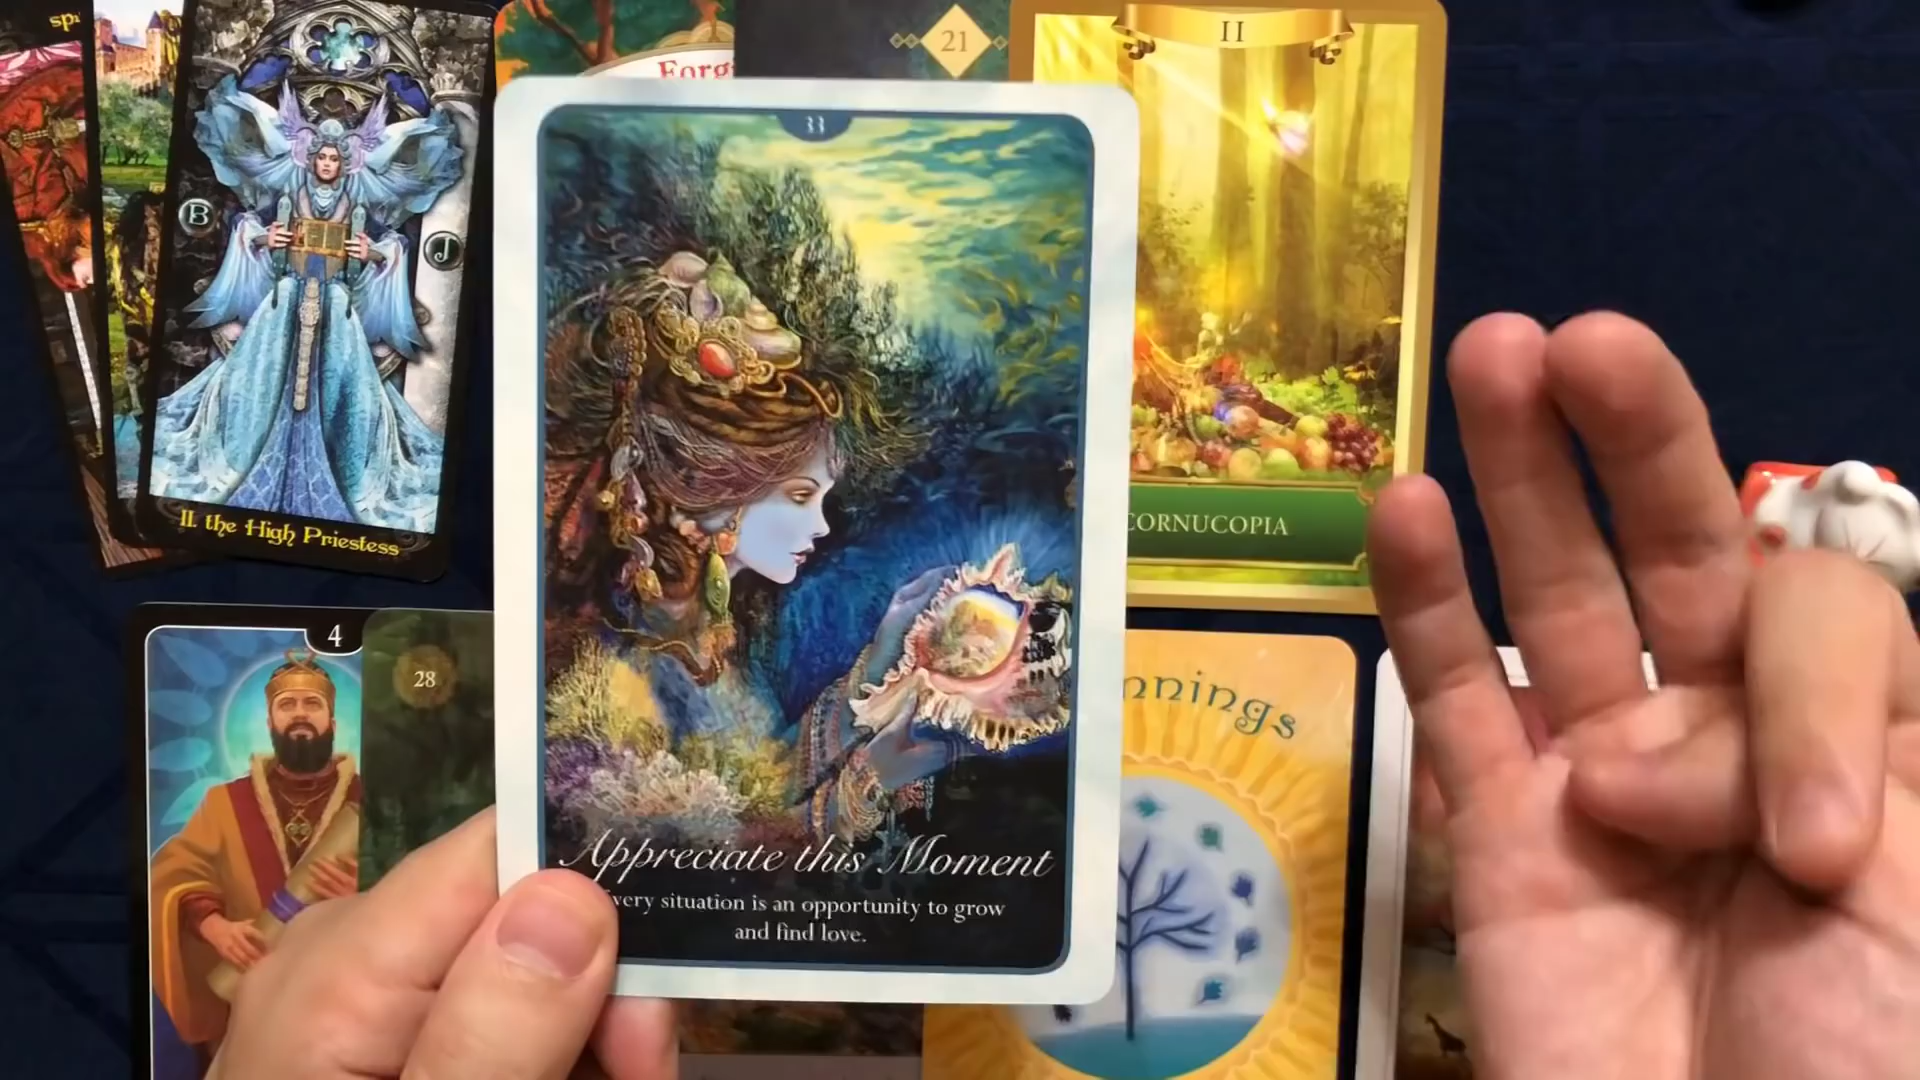 B
J
II. the High Priestess
21
II
CORNUCOPIA
33
Appreciate this Moment
very situation is an opportunity to grow
and find love.
4
28
nnings